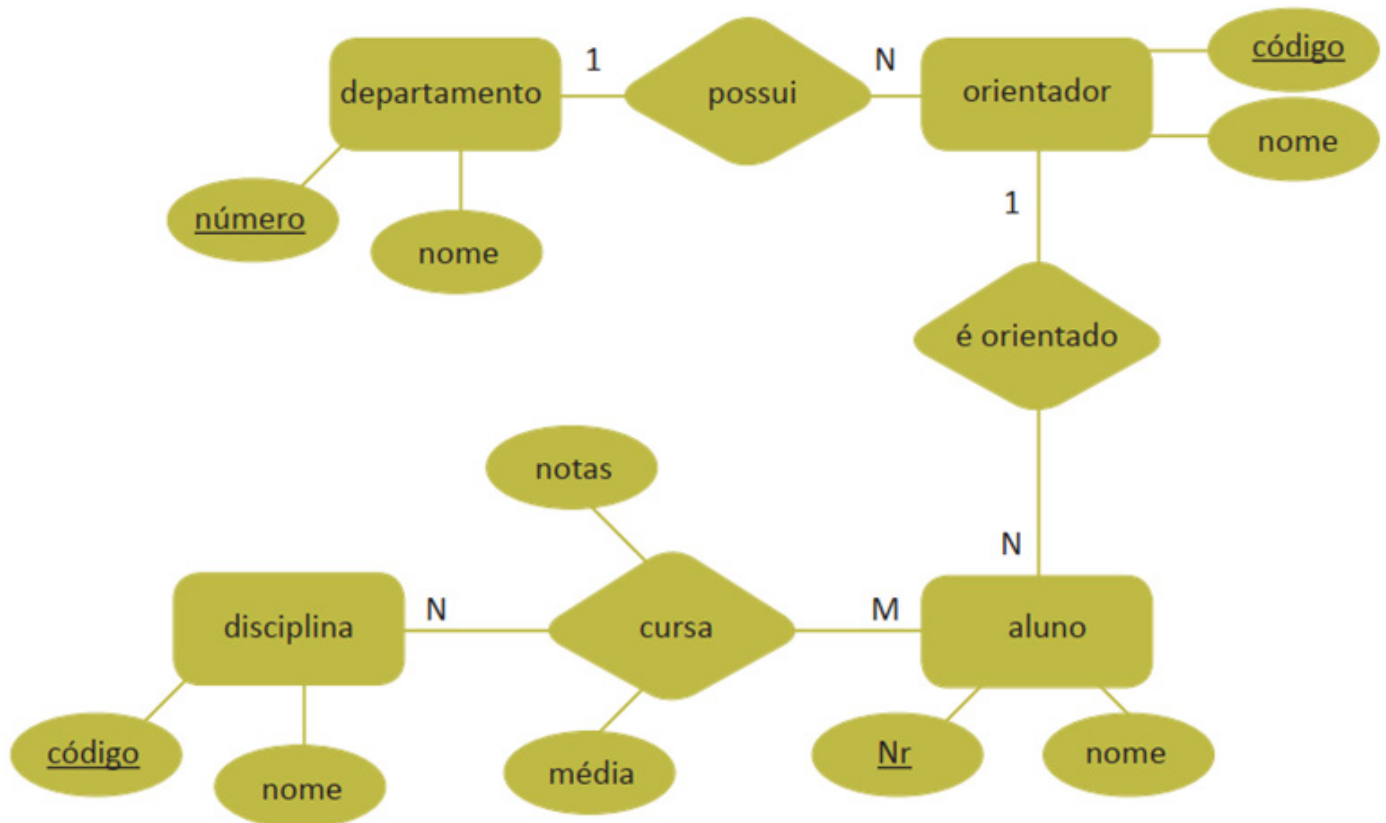 departamento
1
possui
N
orientador
código
nome
número
nome
1
é orientado
N
notas
disciplina
N
cursa
M
aluno
código
nome
média
Nr
nome